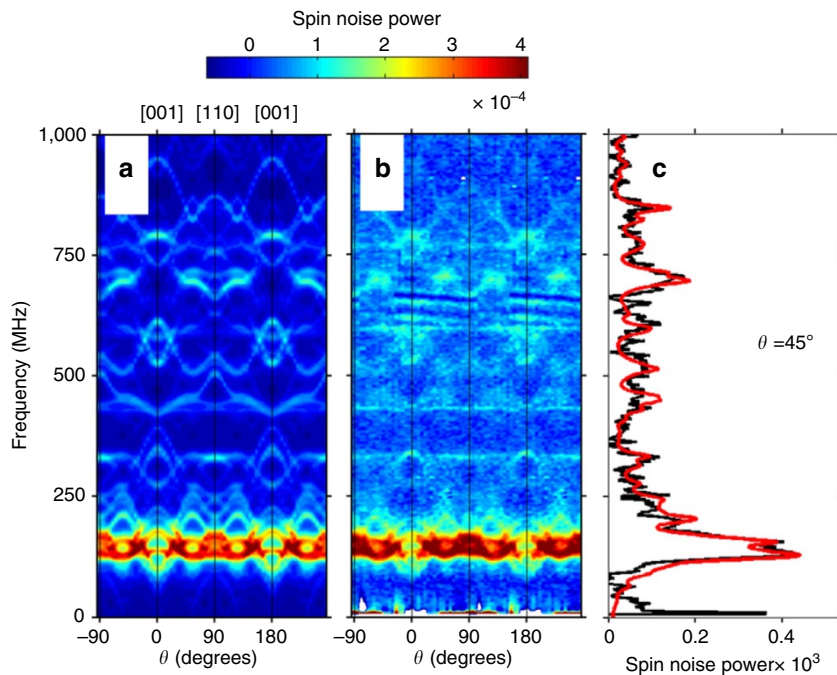 Spin noise power
0 1 2 3 4
× 10⁻⁴
[001] [110] [001]
1,000
750
500
250
0
Frequency (MHz)
a
b
c
θ =45°
−90 0 90 180
−90 0 90 180
0 0.2 0.4
θ (degrees)
θ (degrees)
Spin noise power× 10³